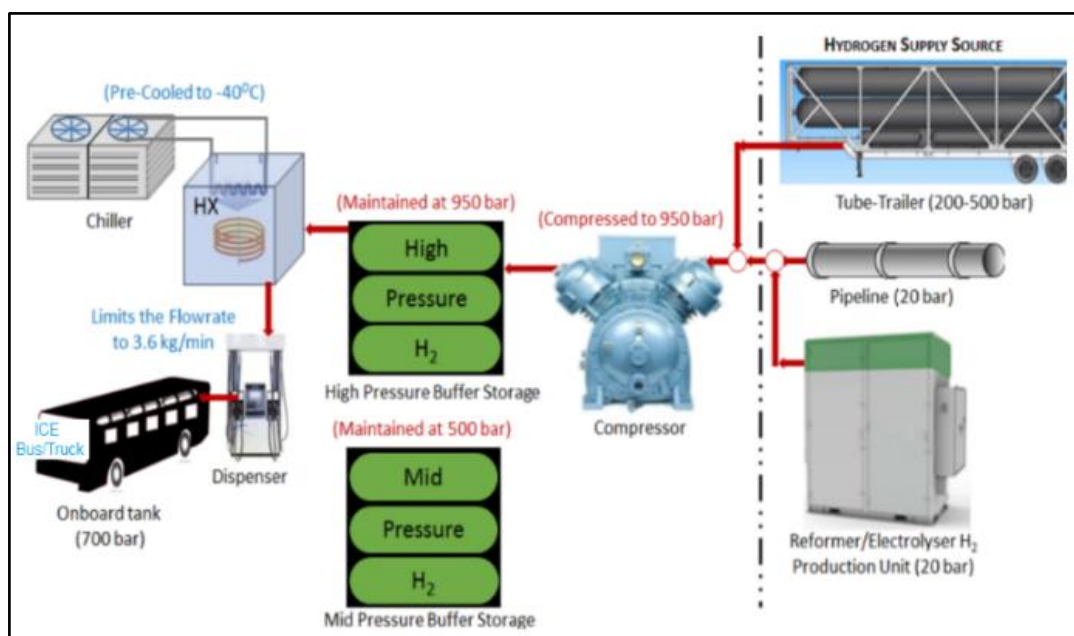 HYDROGEN SUPPLY SOURCE
(Pre-Cooled to -40⁰C)
HX
Chiller
(Maintained at 950 bar)
High
Pressure
H₂
High Pressure Buffer Storage
(Compressed to 950 bar)
Compressor
Tube-Trailer (200-500 bar)
Pipeline (20 bar)
Reformer/Electrolyser H₂
Production Unit (20 bar)
Limits the Flowrate
to 3.6 kg/min
Dispenser
ICE
Bus/Truck
Onboard tank
(700 bar)
(Maintained at 500 bar)
Mid
Pressure
H₂
Mid Pressure Buffer Storage